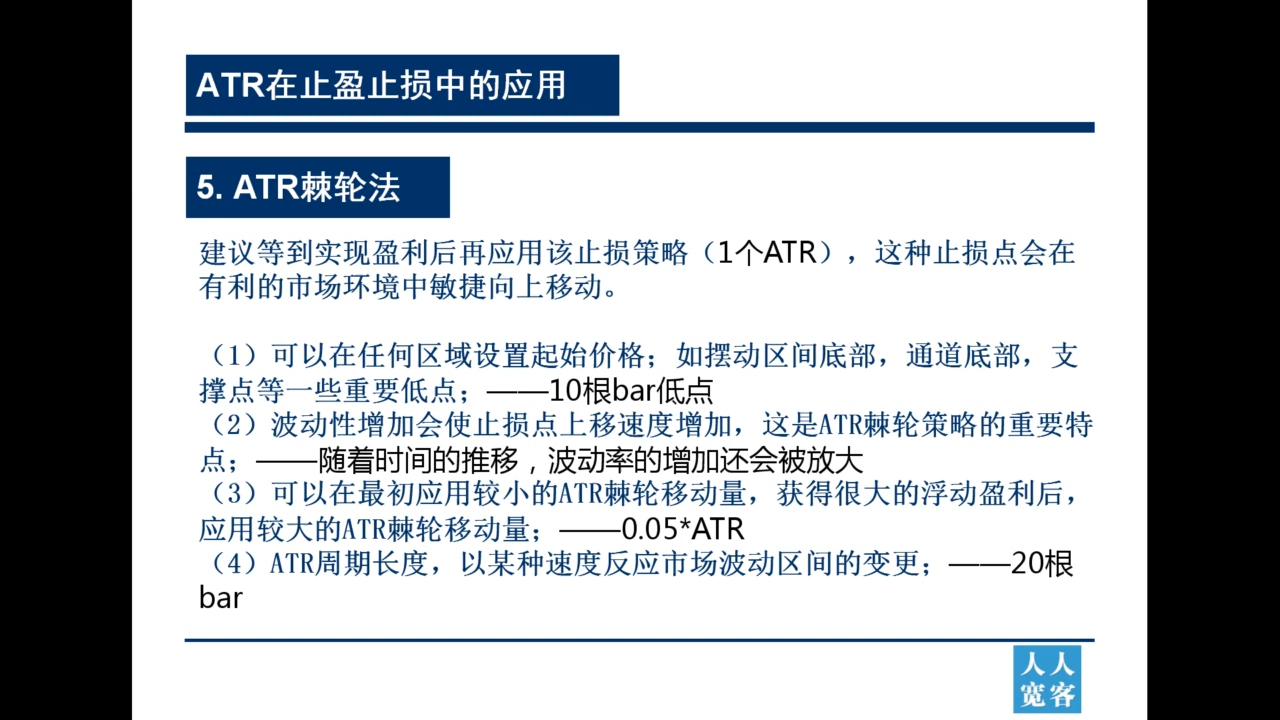 ATR在止盈止损中的应用
5. ATR棘轮法
建议等到实现盈利后再应用该止损策略（1个ATR），这种止损点会在
有利的市场环境中敏捷向上移动。
（1）可以在任何区域设置起始价格；如摆动区间底部，通道底部，支
撑点等一些重要低点；——10根bar低点
（2）波动性增加会使止损点上移速度增加，这是ATR棘轮策略的重要特
点；——随着时间的推移，波动率的增加还会被放大
（3）可以在最初应用较小的ATR棘轮移动量，获得很大的浮动盈利后，
应用较大的ATR棘轮移动量；——0.05*ATR
（4）ATR周期长度，以某种速度反应市场波动区间的变更；——20根
bar
人人
宽客